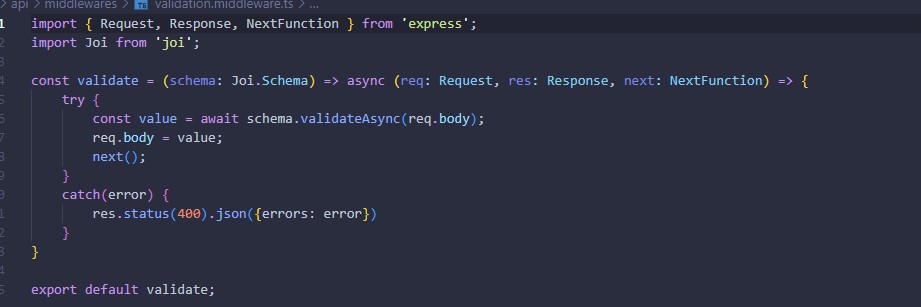 > api > middlewares > TS validation.middleware.ts > ...
1 import { Request, Response, NextFunction } from 'express';
2 import Joi from 'joi';
3
4 const validate = (schema: Joi.Schema) => async (req: Request, res: Response, next: NextFunction) => {
5     try {
6         const value = await schema.validateAsync(req.body);
7         req.body = value;
8         next();
9     }
0     catch(error) {
1         res.status(400).json({errors: error})
2     }
3 }
4
5 export default validate;